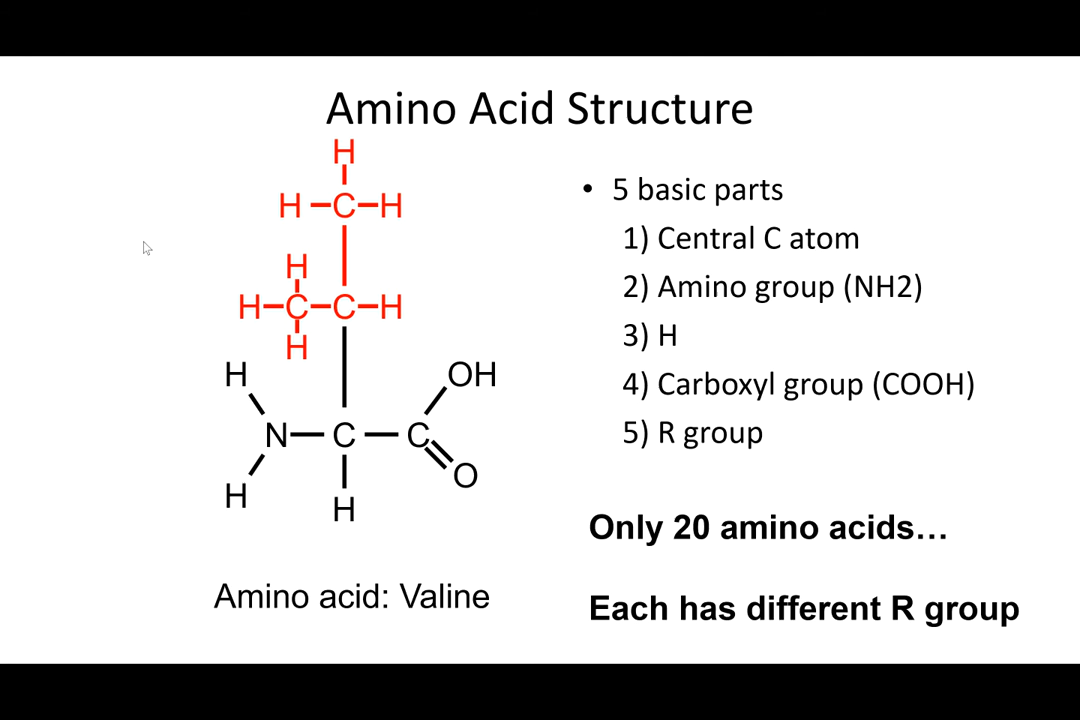 Amino Acid Structure
H
H C H
H
H C C H
H
H OH
N C C
O
H H
Amino acid: Valine
• 5 basic parts
1) Central C atom
2) Amino group (NH2)
3) H
4) Carboxyl group (COOH)
5) R group
Only 20 amino acids…
Each has different R group